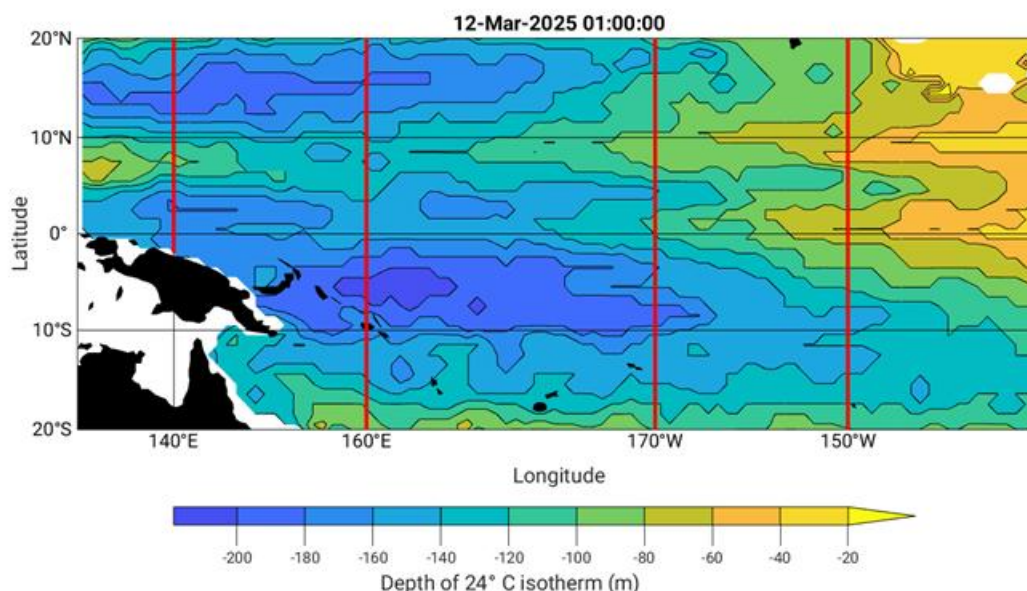 12-Mar-2025 01:00:00
20°N
10°N
0°
10°S
20°S
Latitude
140°E 160°E 170°W 150°W
Longitude
-200 -180 -160 -140 -120 -100 -80 -60 -40 -20
Depth of 24° C isotherm (m)